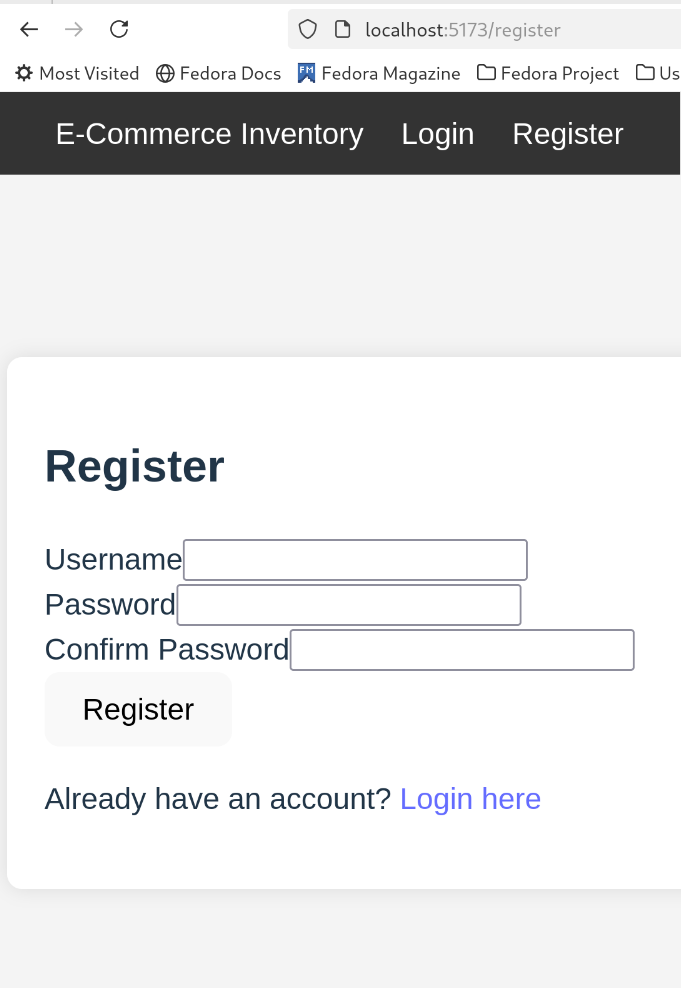 localhost:5173/register
Most Visited Fedora Docs FM Fedora Magazine Fedora Project Us
E-Commerce Inventory Login Register
Register
Username
Password
Confirm Password
Register
Already have an account? Login here